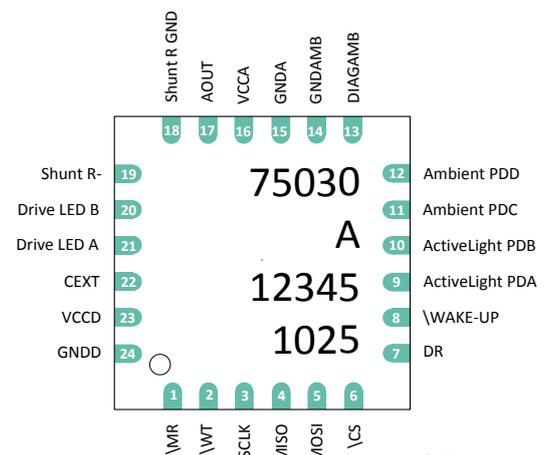 Shunt R GND
AOUT
VCCA
GNDA
GNDAMB
DIAGAMB
18 17 16 15 14 13
Shunt R- 19
Drive LED B 20
Drive LED A 21
CEXT 22
VCCD 23
GNDD 24
75030
A
12345
1025
12 Ambient PDD
11 Ambient PDC
10 ActiveLight PDB
9 ActiveLight PDA
8 \WAKE-UP
7 DR
1 2 3 4 5 6
\MR
\WT
SCLK
MISO
MOSI
\CS